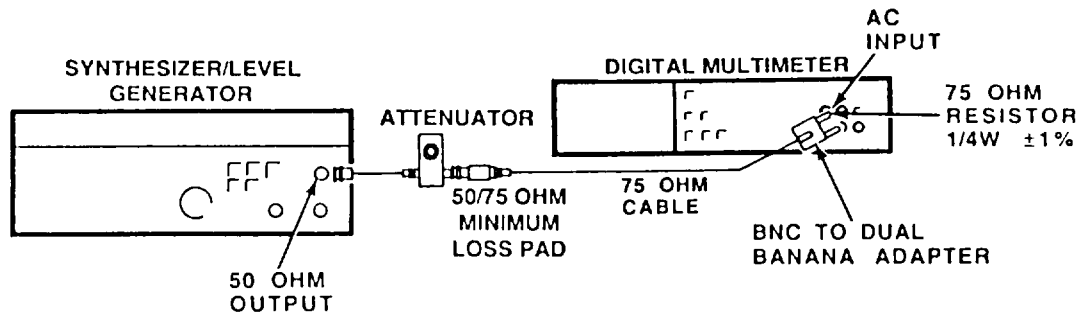 SYNTHESIZER/LEVEL
GENERATOR
ATTENUATOR
50/75 OHM
MINIMUM
LOSS PAD
50 OHM
OUTPUT
DIGITAL MULTIMETER
AC
INPUT
75 OHM
RESISTOR
1/4W ±1%
75 OHM
CABLE
BNC TO DUAL
BANANA ADAPTER